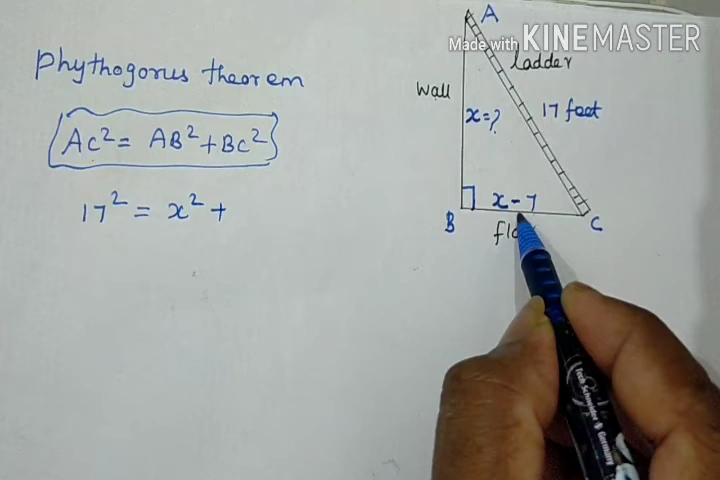 Made with KINEMASTER
Phythogorus theorem
AC² = AB² + BC²
17² = x² +
A
ladder
wall
17 feet
x = ?
x - 7
B
C